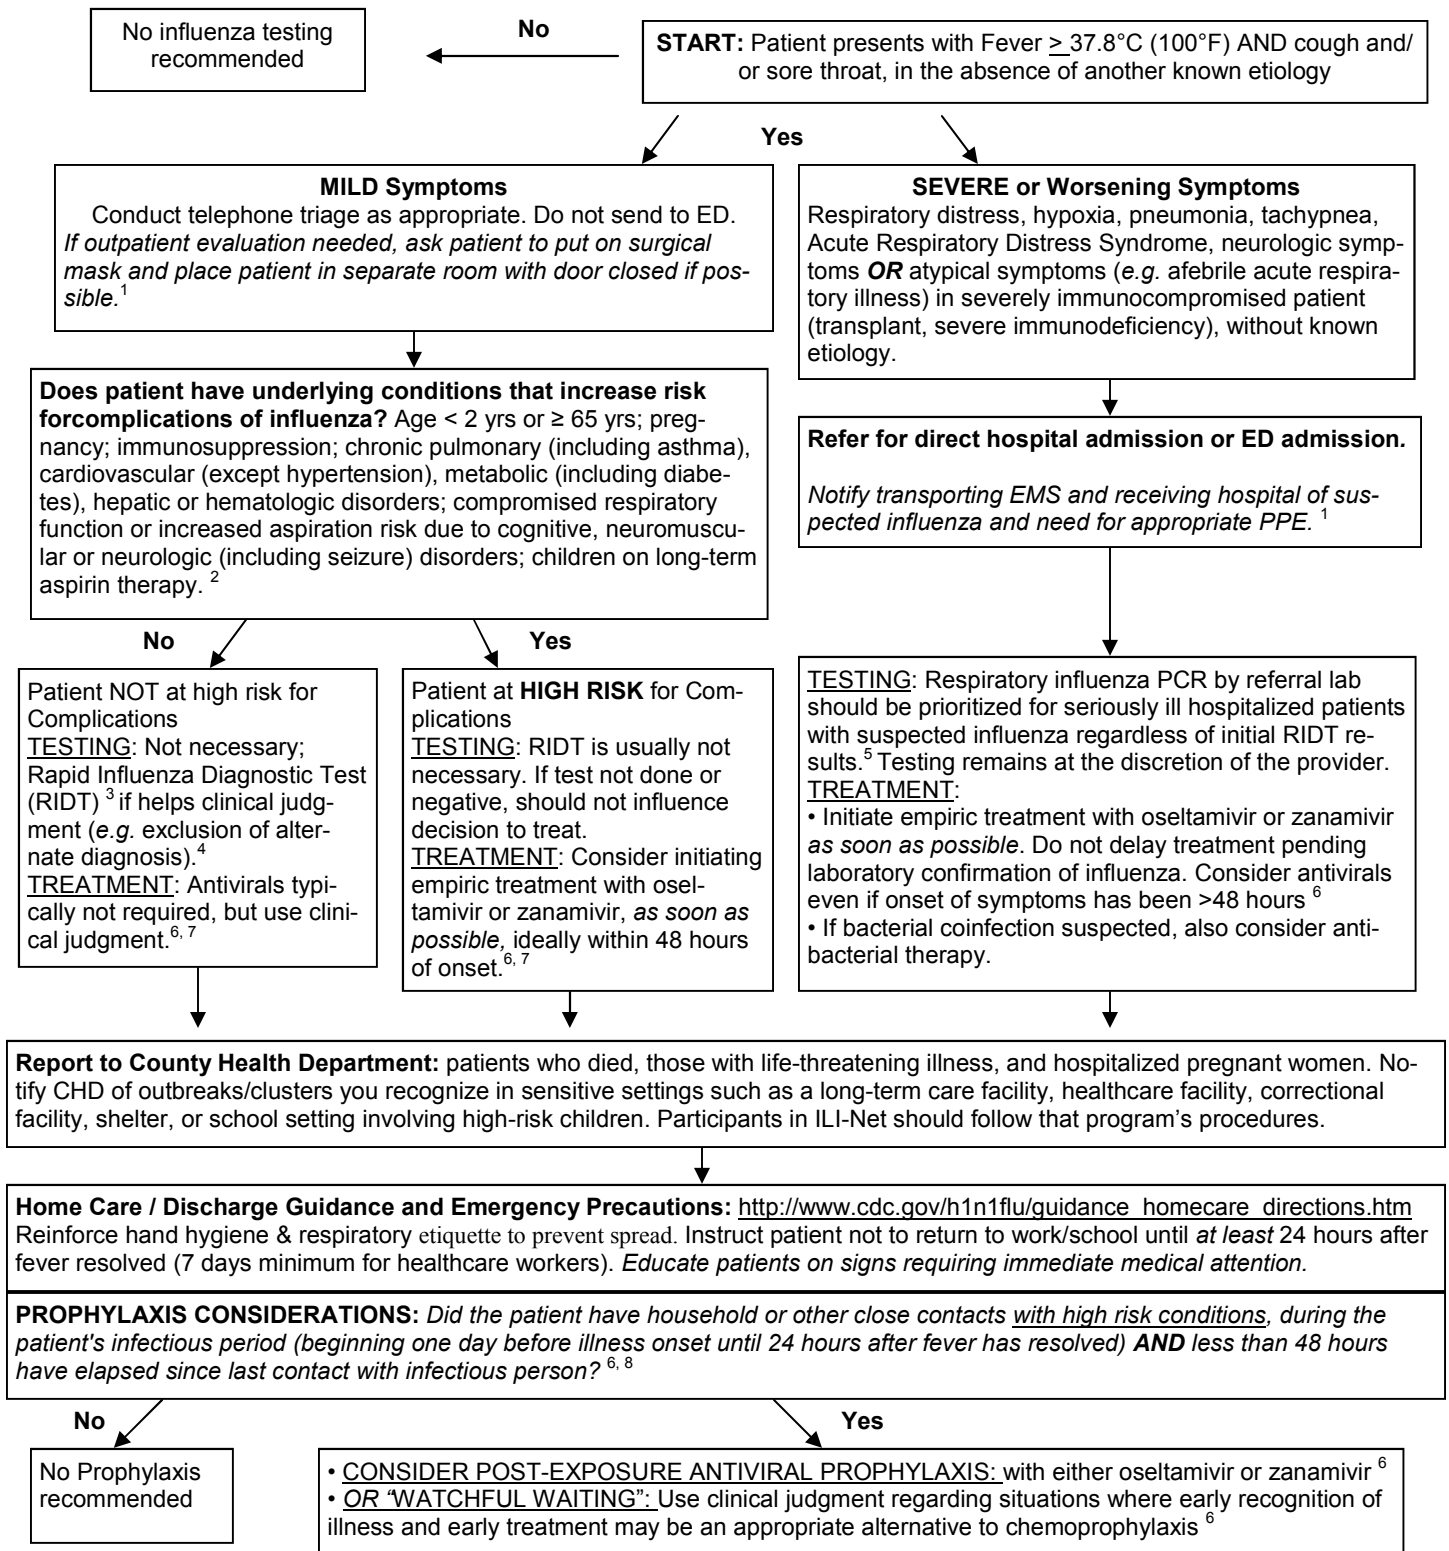 No influenza testing
recommended
No
START: Patient presents with Fever ≥ 37.8°C (100°F) AND cough and/
or sore throat, in the absence of another known etiology
Yes
MILD Symptoms
Conduct telephone triage as appropriate. Do not send to ED.
If outpatient evaluation needed, ask patient to put on surgical
mask and place patient in separate room with door closed if pos-
sible.1
SEVERE or Worsening Symptoms
Respiratory distress, hypoxia, pneumonia, tachypnea,
Acute Respiratory Distress Syndrome, neurologic symp-
toms OR atypical symptoms (e.g. afebrile acute respira-
tory illness) in severely immunocompromised patient
(transplant, severe immunodeficiency), without known
etiology.
Does patient have underlying conditions that increase risk
forcomplications of influenza? Age < 2 yrs or ≥ 65 yrs; preg-
nancy; immunosuppression; chronic pulmonary (including asthma),
cardiovascular (except hypertension), metabolic (including diabe-
tes), hepatic or hematologic disorders; compromised respiratory
function or increased aspiration risk due to cognitive, neuromuscu-
lar or neurologic (including seizure) disorders; children on long-term
aspirin therapy. 2
Refer for direct hospital admission or ED admission.
Notify transporting EMS and receiving hospital of sus-
pected influenza and need for appropriate PPE. 1
No
Yes
Patient NOT at high risk for
Complications
TESTING: Not necessary;
Rapid Influenza Diagnostic Test
(RIDT) 3 if helps clinical judg-
ment (e.g. exclusion of alter-
nate diagnosis).4
TREATMENT: Antivirals typi-
cally not required, but use clini-
cal judgment.6, 7
Patient at HIGH RISK for Com-
plications
TESTING: RIDT is usually not
necessary. If test not done or
negative, should not influence
decision to treat.
TREATMENT: Consider initiating
empiric treatment with osel-
tamivir or zanamivir, as soon as
possible, ideally within 48 hours
of onset.6, 7
TESTING: Respiratory influenza PCR by referral lab
should be prioritized for seriously ill hospitalized patients
with suspected influenza regardless of initial RIDT re-
sults.5 Testing remains at the discretion of the provider.
TREATMENT:
• Initiate empiric treatment with oseltamivir or zanamivir
as soon as possible. Do not delay treatment pending
laboratory confirmation of influenza. Consider antivirals
even if onset of symptoms has been >48 hours 6
• If bacterial coinfection suspected, also consider anti-
bacterial therapy.
Report to County Health Department: patients who died, those with life-threatening illness, and hospitalized pregnant women. No-
tify CHD of outbreaks/clusters you recognize in sensitive settings such as a long-term care facility, healthcare facility, correctional
facility, shelter, or school setting involving high-risk children. Participants in ILI-Net should follow that program's procedures.
Home Care / Discharge Guidance and Emergency Precautions: http://www.cdc.gov/h1n1flu/guidance_homecare_directions.htm
Reinforce hand hygiene & respiratory etiquette to prevent spread. Instruct patient not to return to work/school until at least 24 hours after
fever resolved (7 days minimum for healthcare workers). Educate patients on signs requiring immediate medical attention.
PROPHYLAXIS CONSIDERATIONS: Did the patient have household or other close contacts with high risk conditions, during the
patient's infectious period (beginning one day before illness onset until 24 hours after fever has resolved) AND less than 48 hours
have elapsed since last contact with infectious person? 6, 8
No
Yes
No Prophylaxis
recommended
• CONSIDER POST-EXPOSURE ANTIVIRAL PROPHYLAXIS: with either oseltamivir or zanamivir 6
• OR "WATCHFUL WAITING": Use clinical judgment regarding situations where early recognition of
illness and early treatment may be an appropriate alternative to chemoprophylaxis 6